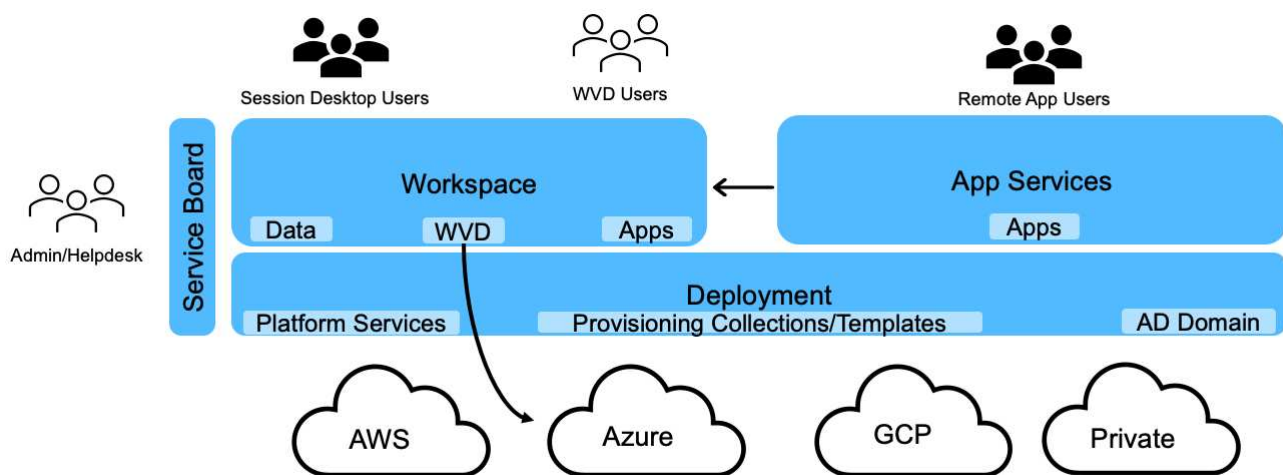 Session Desktop Users
WVD Users
Remote App Users
Admin/Helpdesk
Service Board
Workspace
Data
WVD
Apps
App Services
Apps
Deployment
Platform Services
Provisioning Collections/Templates
AD Domain
AWS
Azure
GCP
Private